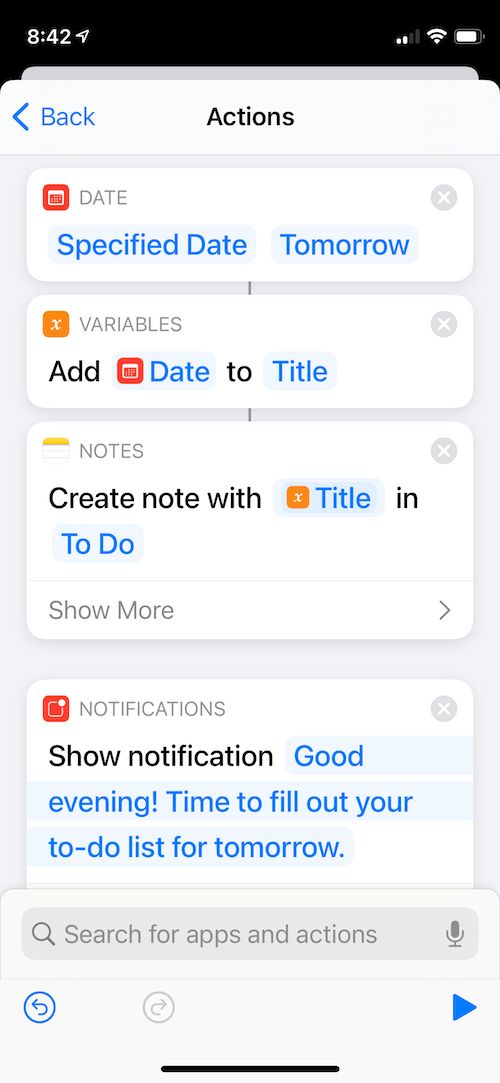 8:42
Back Actions
DATE
Specified Date Tomorrow
VARIABLES
Add Date to Title
NOTES
Create note with Title in
To Do
Show More
NOTIFICATIONS
Show notification Good
evening! Time to fill out your
to-do list for tomorrow.
Search for apps and actions